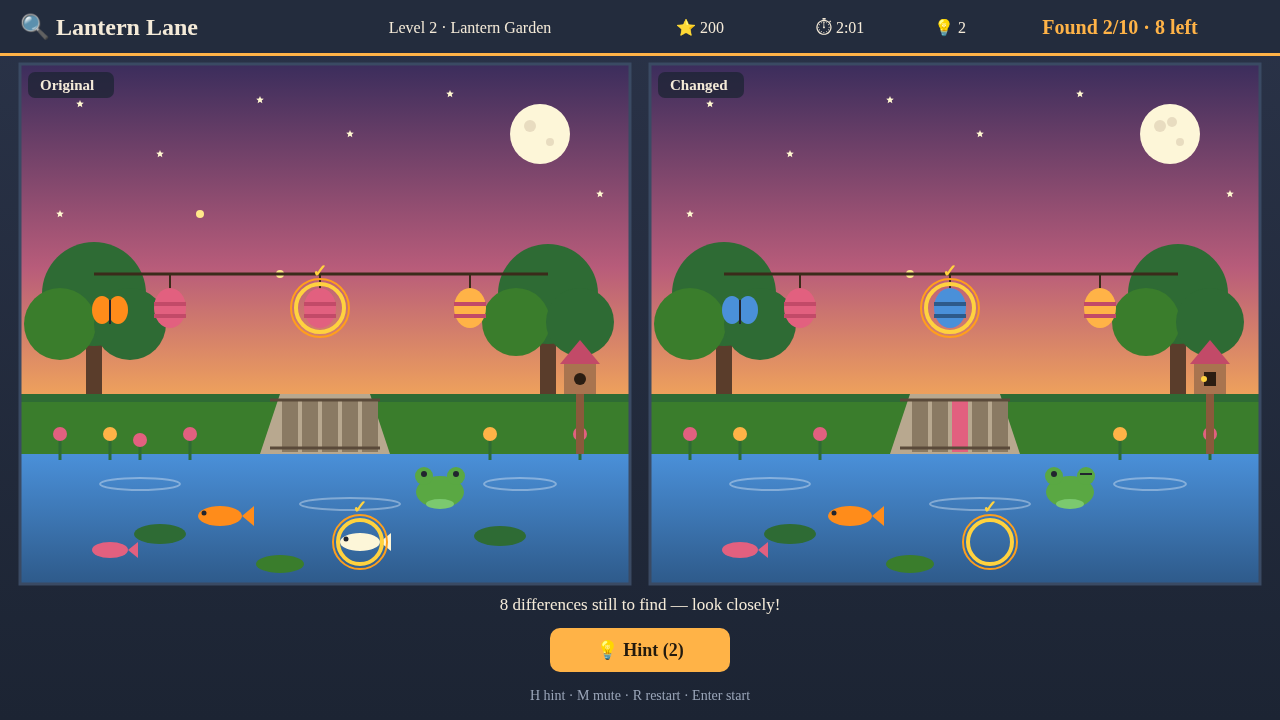 🔍 Lantern Lane
Level 2 · Lantern Garden
⭐ 200
⏱ 2:01
💡 2
Found 2/10 · 8 left
Original
Changed
✓
✓
✓
✓
8 differences still to find — look closely!
💡 Hint (2)
H hint · M mute · R restart · Enter start